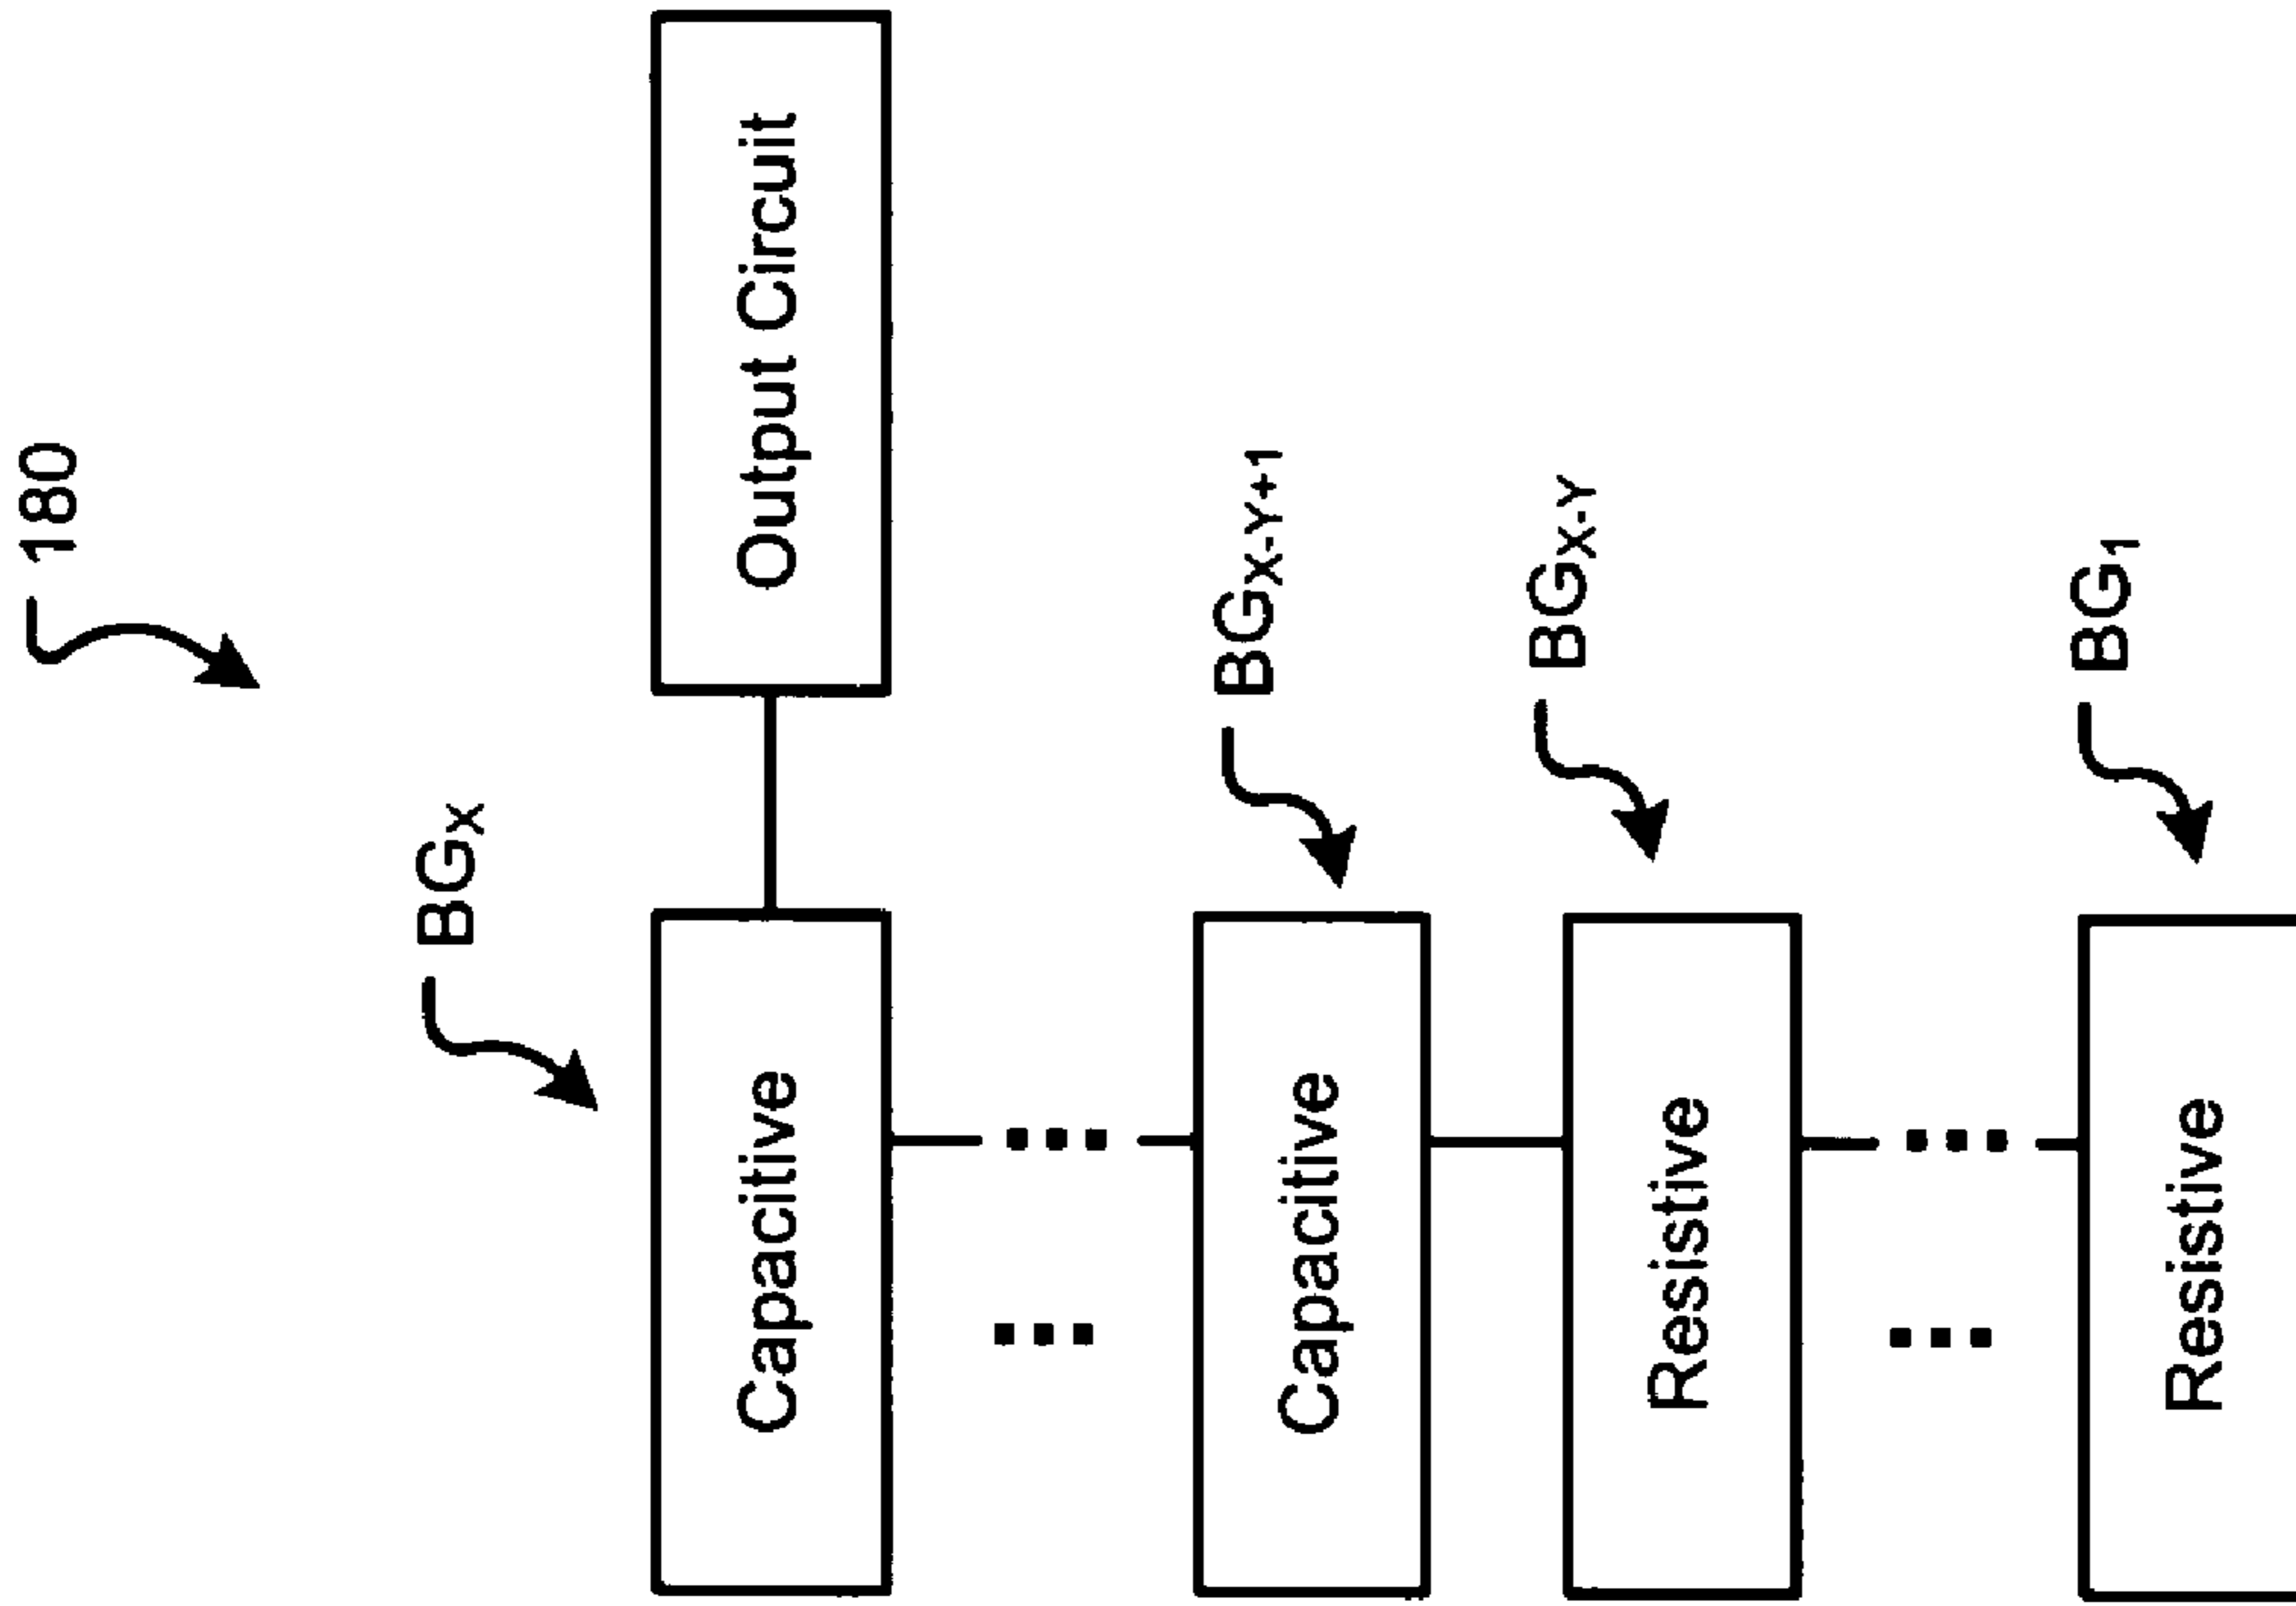 180
BGX
Capacitive
Output Circuit
BGX-Y+1
Capacitive
BGX-Y
Resistive
BG1
Resistive